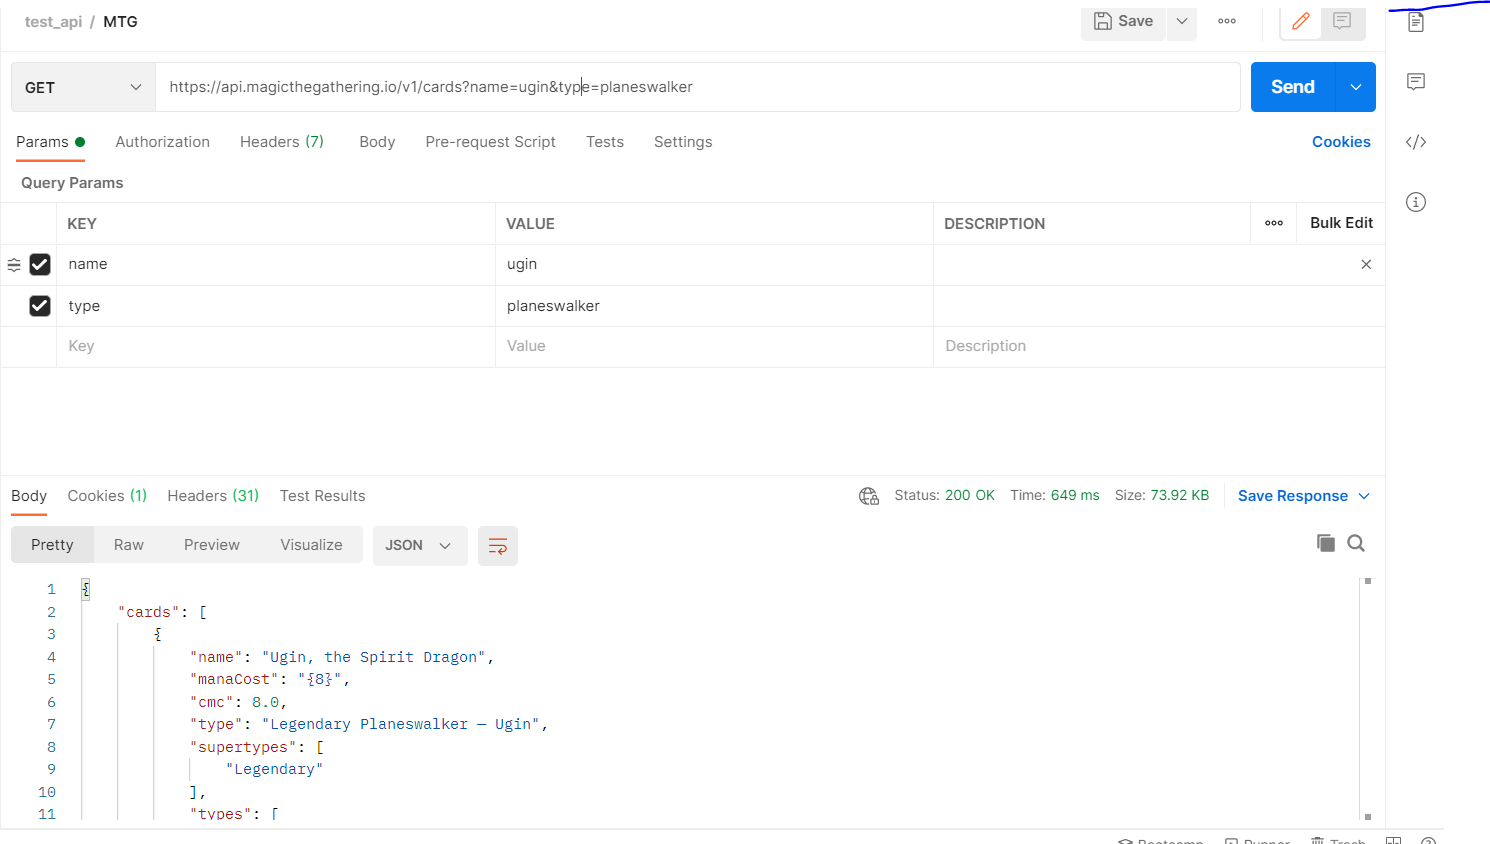 test_api / MTG
Save
GET
https://api.magicthegathering.io/v1/cards?name=ugin&type=planeswalker
Send
Params Authorization Headers (7) Body Pre-request Script Tests Settings Cookies
Query Params
KEY VALUE DESCRIPTION Bulk Edit
name ugin
type planeswalker
Key Value Description
Body Cookies (1) Headers (31) Test Results Status: 200 OK Time: 649 ms Size: 73.92 KB Save Response
Pretty Raw Preview Visualize JSON
1 {
2 "cards": [
3 {
4 "name": "Ugin, the Spirit Dragon",
5 "manaCost": "{8}",
6 "cmc": 8.0,
7 "type": "Legendary Planeswalker — Ugin",
8 "supertypes": [
9 "Legendary"
10 ],
11 "types": [
Bootcamp Runner Trash